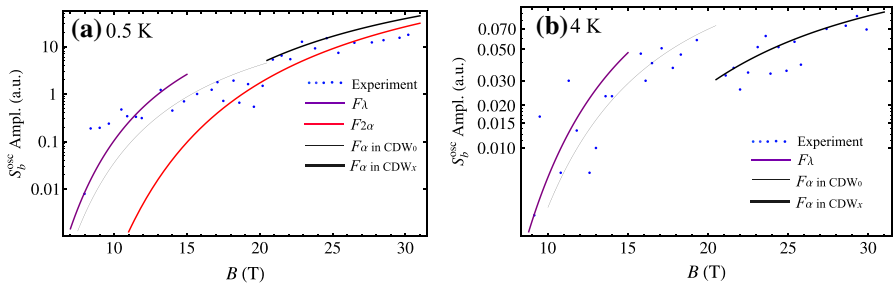 (a) 0.5 K
S_b^osc Ampl. (a.u.)
10
1
0.1
0.01
Experiment
Fλ
F2α
Fα in CDW₀
Fα in CDWₓ
10 15 20 25 30
B (T)
(b) 4 K
S_b^osc Ampl. (a.u.)
0.070
0.050
0.030
0.020
0.015
0.010
Experiment
Fλ
Fα in CDW₀
Fα in CDWₓ
10 15 20 25 30
B (T)